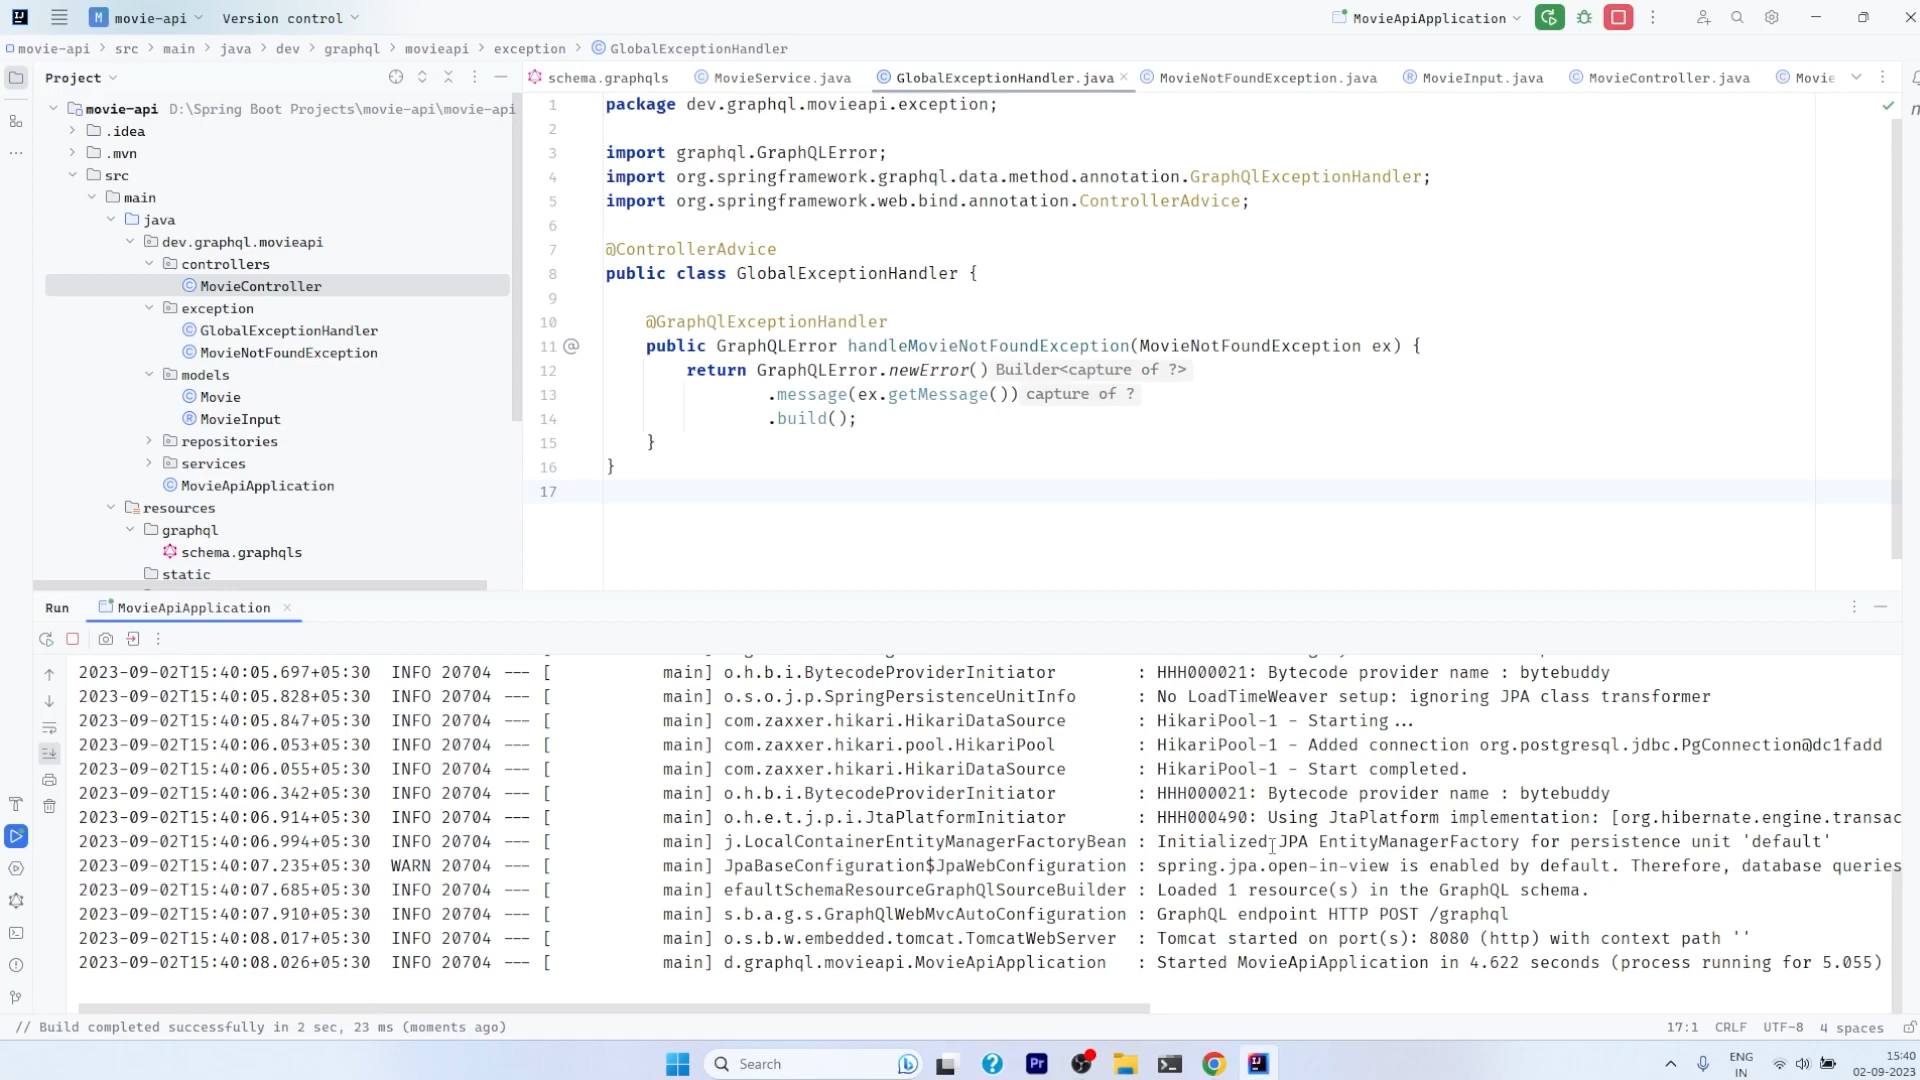 M movie-api Version control MovieApiApplication
movie-api > src > main > java > dev > graphql > movieapi > exception > GlobalExceptionHandler
Project
schema.graphqls MovieService.java GlobalExceptionHandler.java MovieNotFoundException.java MovieInput.java MovieController.java Movie
movie-api D:\Spring Boot Projects\movie-api\movie-api
.idea
.mvn
src
main
java
dev.graphql.movieapi
controllers
MovieController
exception
GlobalExceptionHandler
MovieNotFoundException
models
Movie
MovieInput
repositories
services
MovieApiApplication
resources
graphql
schema.graphqls
static
1 package dev.graphql.movieapi.exception;
2
3 import graphql.GraphQLError;
4 import org.springframework.graphql.data.method.annotation.GraphQlExceptionHandler;
5 import org.springframework.web.bind.annotation.ControllerAdvice;
6
7 @ControllerAdvice
8 public class GlobalExceptionHandler {
9
10 @GraphQlExceptionHandler
11 @ public GraphQLError handleMovieNotFoundException(MovieNotFoundException ex) {
12 return GraphQLError.newError() Builder<capture of ?>
13 .message(ex.getMessage()) capture of ?
14 .build();
15 }
16 }
17
Run MovieApiApplication
2023-09-02T15:40:05.697+05:30 INFO 20704 --- [ main] o.h.b.i.BytecodeProviderInitiator : HHH000021: Bytecode provider name : bytebuddy
2023-09-02T15:40:05.828+05:30 INFO 20704 --- [ main] o.s.o.j.p.SpringPersistenceUnitInfo : No LoadTimeWeaver setup: ignoring JPA class transformer
2023-09-02T15:40:05.847+05:30 INFO 20704 --- [ main] com.zaxxer.hikari.HikariDataSource : HikariPool-1 - Starting...
2023-09-02T15:40:06.053+05:30 INFO 20704 --- [ main] com.zaxxer.hikari.pool.HikariPool : HikariPool-1 - Added connection org.postgresql.jdbc.PgConnection@dc1fadd
2023-09-02T15:40:06.055+05:30 INFO 20704 --- [ main] com.zaxxer.hikari.HikariDataSource : HikariPool-1 - Start completed.
2023-09-02T15:40:06.342+05:30 INFO 20704 --- [ main] o.h.b.i.BytecodeProviderInitiator : HHH000021: Bytecode provider name : bytebuddy
2023-09-02T15:40:06.914+05:30 INFO 20704 --- [ main] o.h.e.t.j.p.i.JtaPlatformInitiator : HHH000490: Using JtaPlatform implementation: [org.hibernate.engine.transac
2023-09-02T15:40:06.994+05:30 INFO 20704 --- [ main] j.LocalContainerEntityManagerFactoryBean : Initialized JPA EntityManagerFactory for persistence unit 'default'
2023-09-02T15:40:07.235+05:30 WARN 20704 --- [ main] JpaBaseConfiguration$JpaWebConfiguration : spring.jpa.open-in-view is enabled by default. Therefore, database queries
2023-09-02T15:40:07.685+05:30 INFO 20704 --- [ main] efaultSchemaResourceGraphQlSourceBuilder : Loaded 1 resource(s) in the GraphQL schema.
2023-09-02T15:40:07.910+05:30 INFO 20704 --- [ main] s.b.a.g.s.GraphQlWebMvcAutoConfiguration : GraphQL endpoint HTTP POST /graphql
2023-09-02T15:40:08.017+05:30 INFO 20704 --- [ main] o.s.b.w.embedded.tomcat.TomcatWebServer : Tomcat started on port(s): 8080 (http) with context path ''
2023-09-02T15:40:08.026+05:30 INFO 20704 --- [ main] d.graphql.movieapi.MovieApiApplication : Started MovieApiApplication in 4.622 seconds (process running for 5.055)
// Build completed successfully in 2 sec, 23 ms (moments ago) 17:1 CRLF UTF-8 4 spaces
Search Pr ENG 15:40
IN 02-09-2023